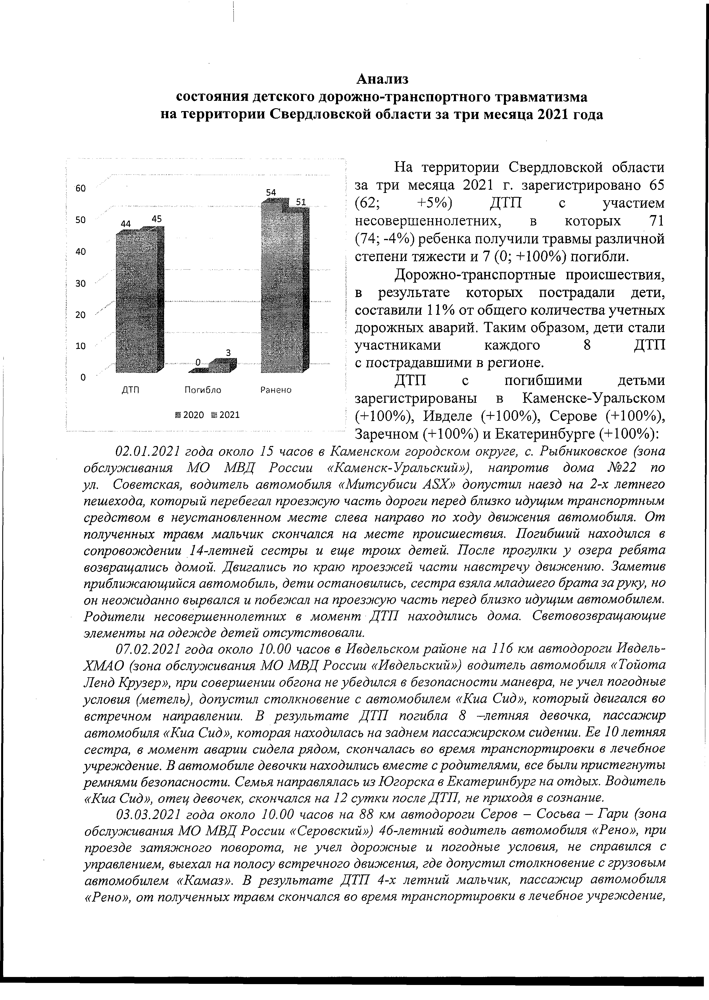 Анализ
состояния детского дорожно-транспортного травматизма
на территории Свердловской области за три месяца 2021 года
60
50
40
30
20
10
0
44
45
0
3
54
51
ДТП
Погибло
Ранено
2020
2021
На территории Свердловской области
за три месяца 2021 г. зарегистрировано 65
(62; +5%) ДТП с участием
несовершеннолетних, в которых 71
(74; -4%) ребенка получили травмы различной
степени тяжести и 7 (0; +100%) погибли.
Дорожно-транспортные происшествия,
в результате которых пострадали дети,
составили 11% от общего количества учетных
дорожных аварий. Таким образом, дети стали
участниками каждого 8 ДТП
с пострадавшими в регионе.
ДТП с погибшими детьми
зарегистрированы в Каменске-Уральском
(+100%), Ивделе (+100%), Серове (+100%),
Заречном (+100%) и Екатеринбурге (+100%):
02.01.2021 года около 15 часов в Каменском городском округе, с. Рыбниковское (зона
обслуживания МО МВД России «Каменск-Уральский»), напротив дома №22 по
ул. Советская, водитель автомобиля «Митсубиси ASX» допустил наезд на 2-х летнего
пешехода, который перебегал проезжую часть дороги перед близко идущим транспортным
средством в неустановленном месте слева направо по ходу движения автомобиля. От
полученных травм мальчик скончался на месте происшествия. Погибший находился в
сопровождении 14-летней сестры и еще троих детей. После прогулки у озера ребята
возвращались домой. Двигались по краю проезжей части навстречу движению. Заметив
приближающийся автомобиль, дети остановились, сестра взяла младшего брата за руку, но
он неожиданно вырвался и побежал на проезжую часть перед близко идущим автомобилем.
Родители несовершеннолетних в момент ДТП находились дома. Световозвращающие
элементы на одежде детей отсутствовали.
07.02.2021 года около 10.00 часов в Ивдельском районе на 116 км автодороги Ивдель-
ХМАО (зона обслуживания МО МВД России «Ивдельский») водитель автомобиля «Тойота
Ленд Крузер», при совершении обгона не убедился в безопасности маневра, не учел погодные
условия (метель), допустил столкновение с автомобилем «Киа Сид», который двигался во
встречном направлении. В результате ДТП погибла 8 –летняя девочка, пассажир
автомобиля «Киа Сид», которая находилась на заднем пассажирском сидении. Ее 10 летняя
сестра, в момент аварии сидела рядом, скончалась во время транспортировки в лечебное
учреждение. В автомобиле девочки находились вместе с родителями, все были пристегнуты
ремнями безопасности. Семья направлялась из Югорска в Екатеринбург на отдых. Водитель
«Киа Сид», отец девочек, скончался на 12 сутки после ДТП, не приходя в сознание.
03.03.2021 года около 10.00 часов на 88 км автодороги Серов – Сосьва – Гари (зона
обслуживания МО МВД России «Серовский») 46-летний водитель автомобиля «Рено», при
проезде затяжного поворота, не учел дорожные и погодные условия, не справился с
управлением, выехал на полосу встречного движения, где допустил столкновение с грузовым
автомобилем «Камаз». В результате ДТП 4-х летний мальчик, пассажир автомобиля
«Рено», от полученных травм скончался во время транспортировки в лечебное учреждение,